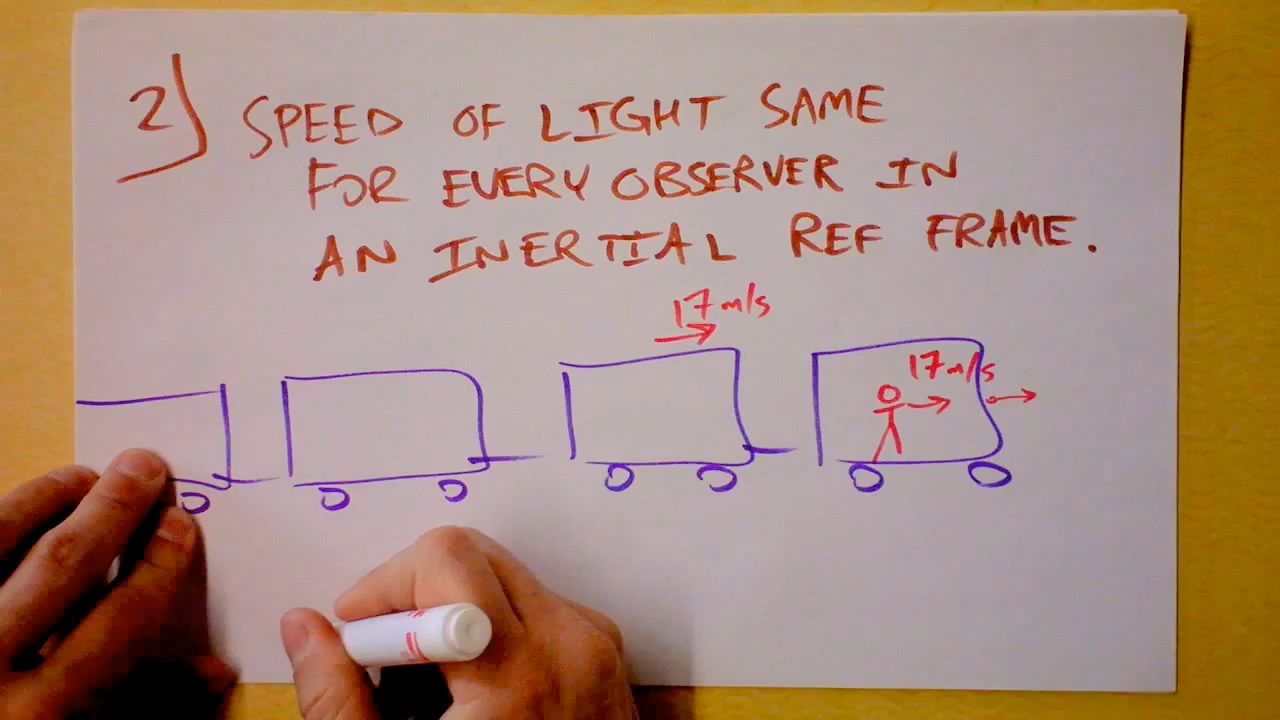 2) SPEED OF LIGHT SAME
FOR EVERY OBSERVER IN
AN INERTIAL REF FRAME.
17 m/s
17 m/s